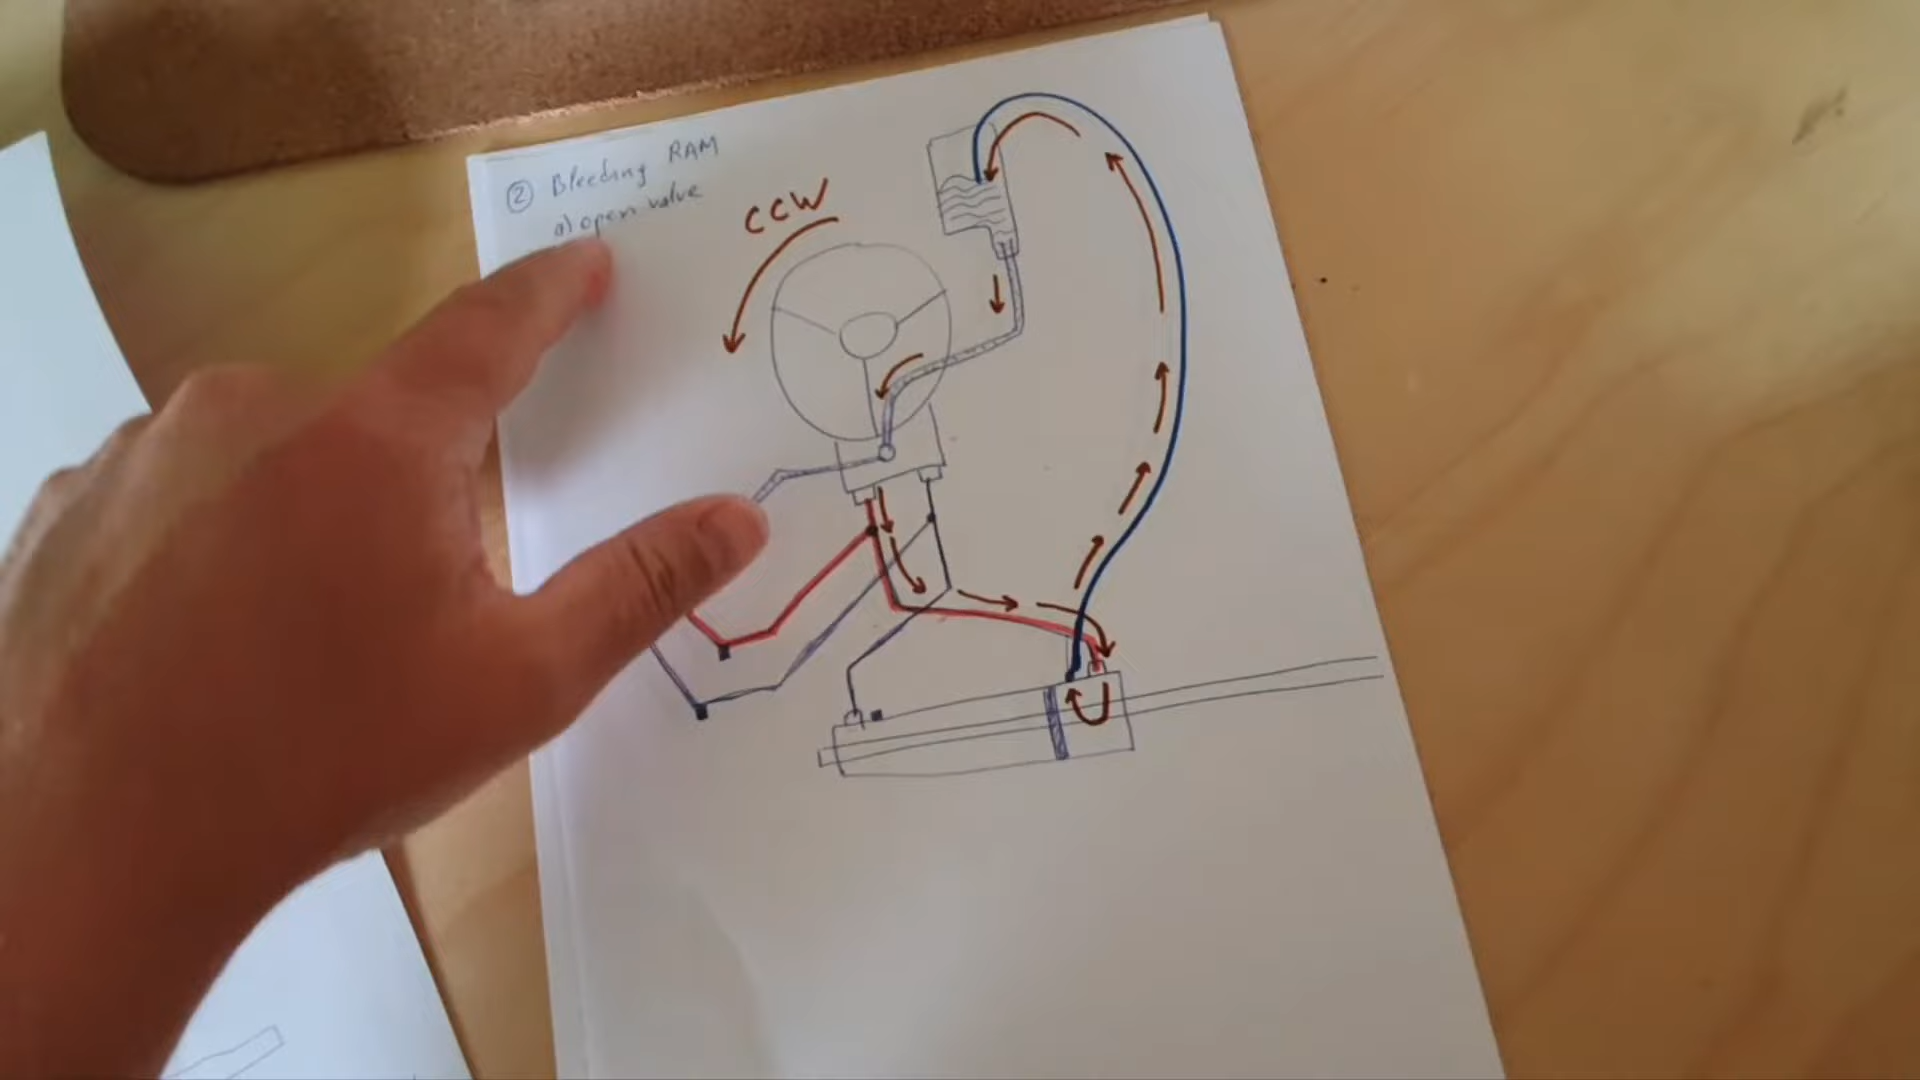 ② Bleeding RAM
a) open valve
CCW